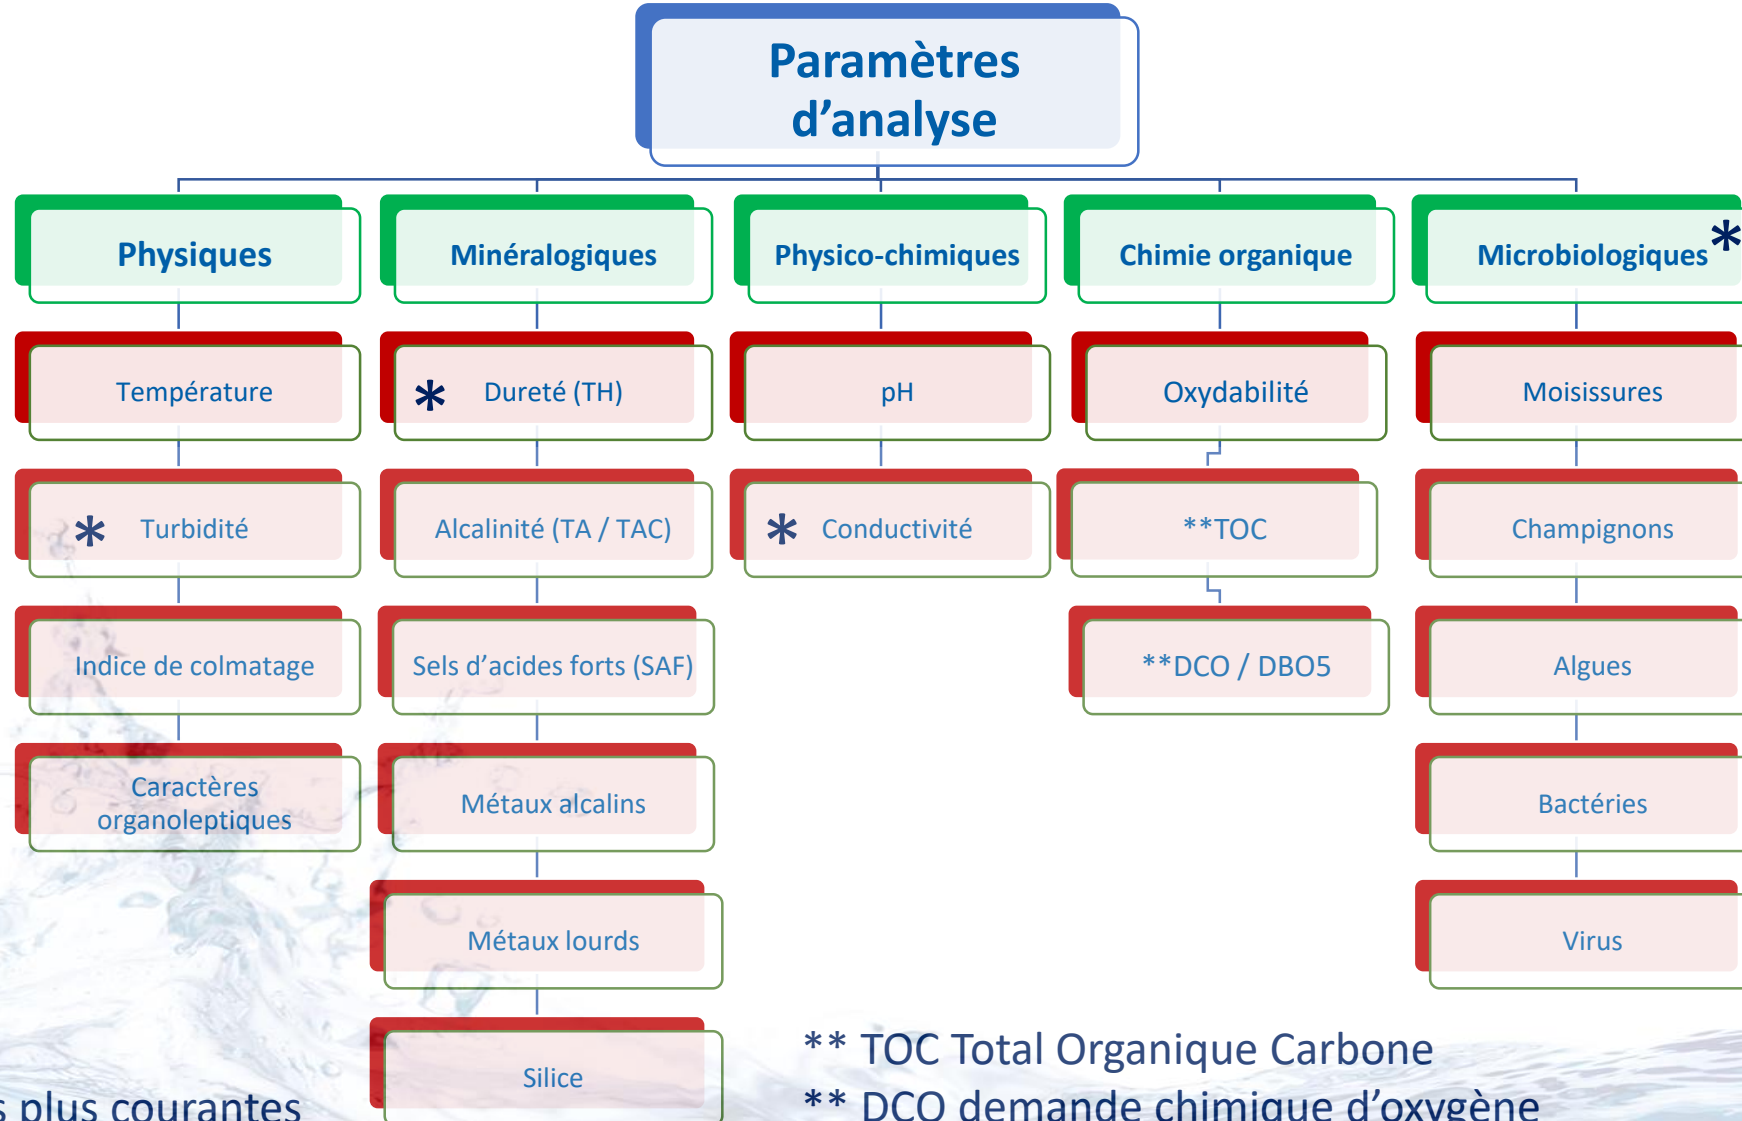 Paramètres
d’analyse
Physiques
Minéralogiques
Physico-chimiques
Chimie organique
Microbiologiques *
Température
* Dureté (TH)
pH
Oxydabilité
Moisissures
* Turbidité
Alcalinité (TA / TAC)
* Conductivité
**TOC
Champignons
Indice de colmatage
Sels d’acides forts (SAF)
**DCO / DBO5
Algues
Caractères
organoleptiques
Métaux alcalins
Bactéries
Métaux lourds
Virus
Silice
** TOC Total Organique Carbone
** DCO demande chimique d’oxygène
plus courantes